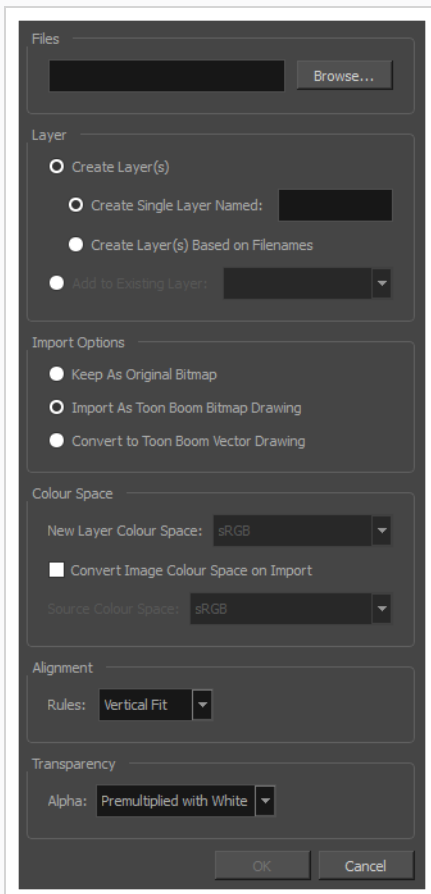 Files
Browse...
Layer
Create Layer(s)
Create Single Layer Named:
Create Layer(s) Based on Filenames
Add to Existing Layer:
Import Options
Keep As Original Bitmap
Import As Toon Boom Bitmap Drawing
Convert to Toon Boom Vector Drawing
Colour Space
New Layer Colour Space: sRGB
Convert Image Colour Space on Import
Source Colour Space: sRGB
Alignment
Rules: Vertical Fit
Transparency
Alpha: Premultiplied with White
OK Cancel